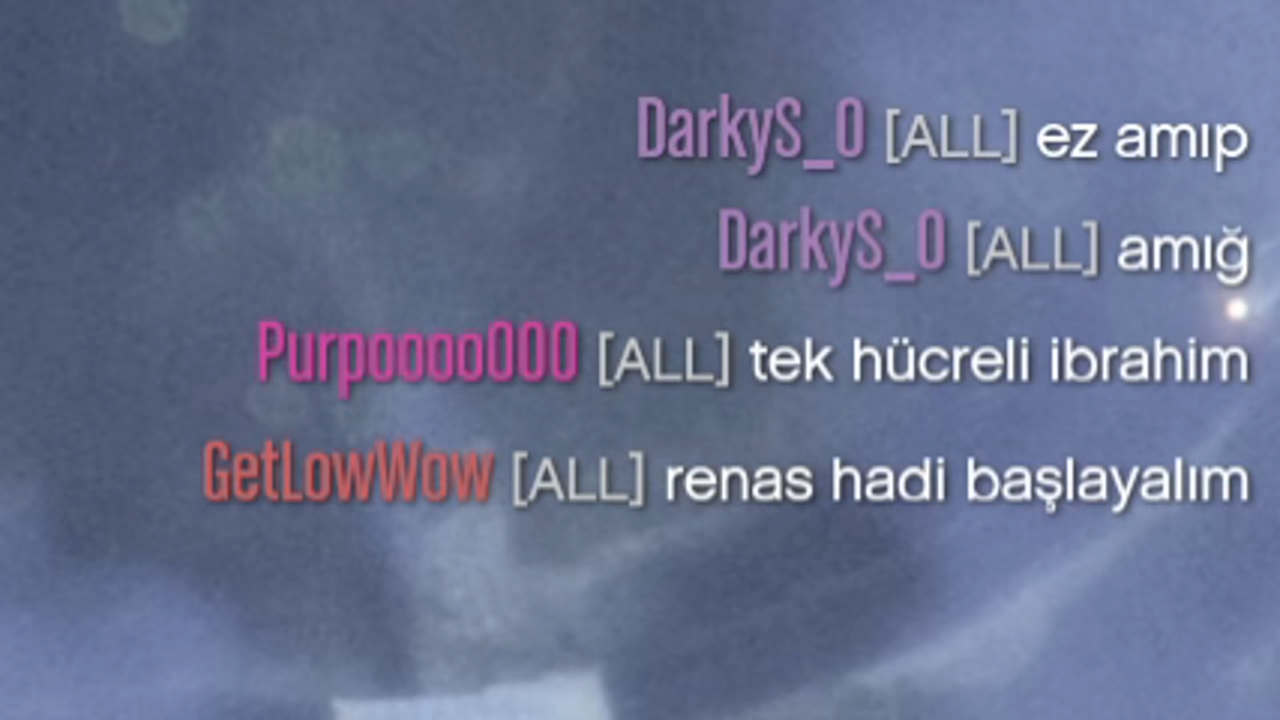 DarkyS_0 [ALL] ez amıp
DarkyS_0 [ALL] amığ
Purpoooo000 [ALL] tek hücreli ibrahim
GetLowWow [ALL] renas hadi başlayalım